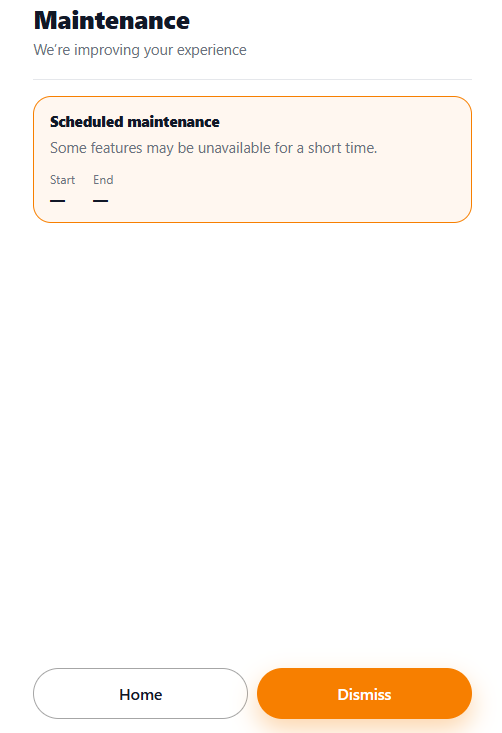 Maintenance
We're improving your experience
Scheduled maintenance
Some features may be unavailable for a short time.
Start End
— —
Home Dismiss